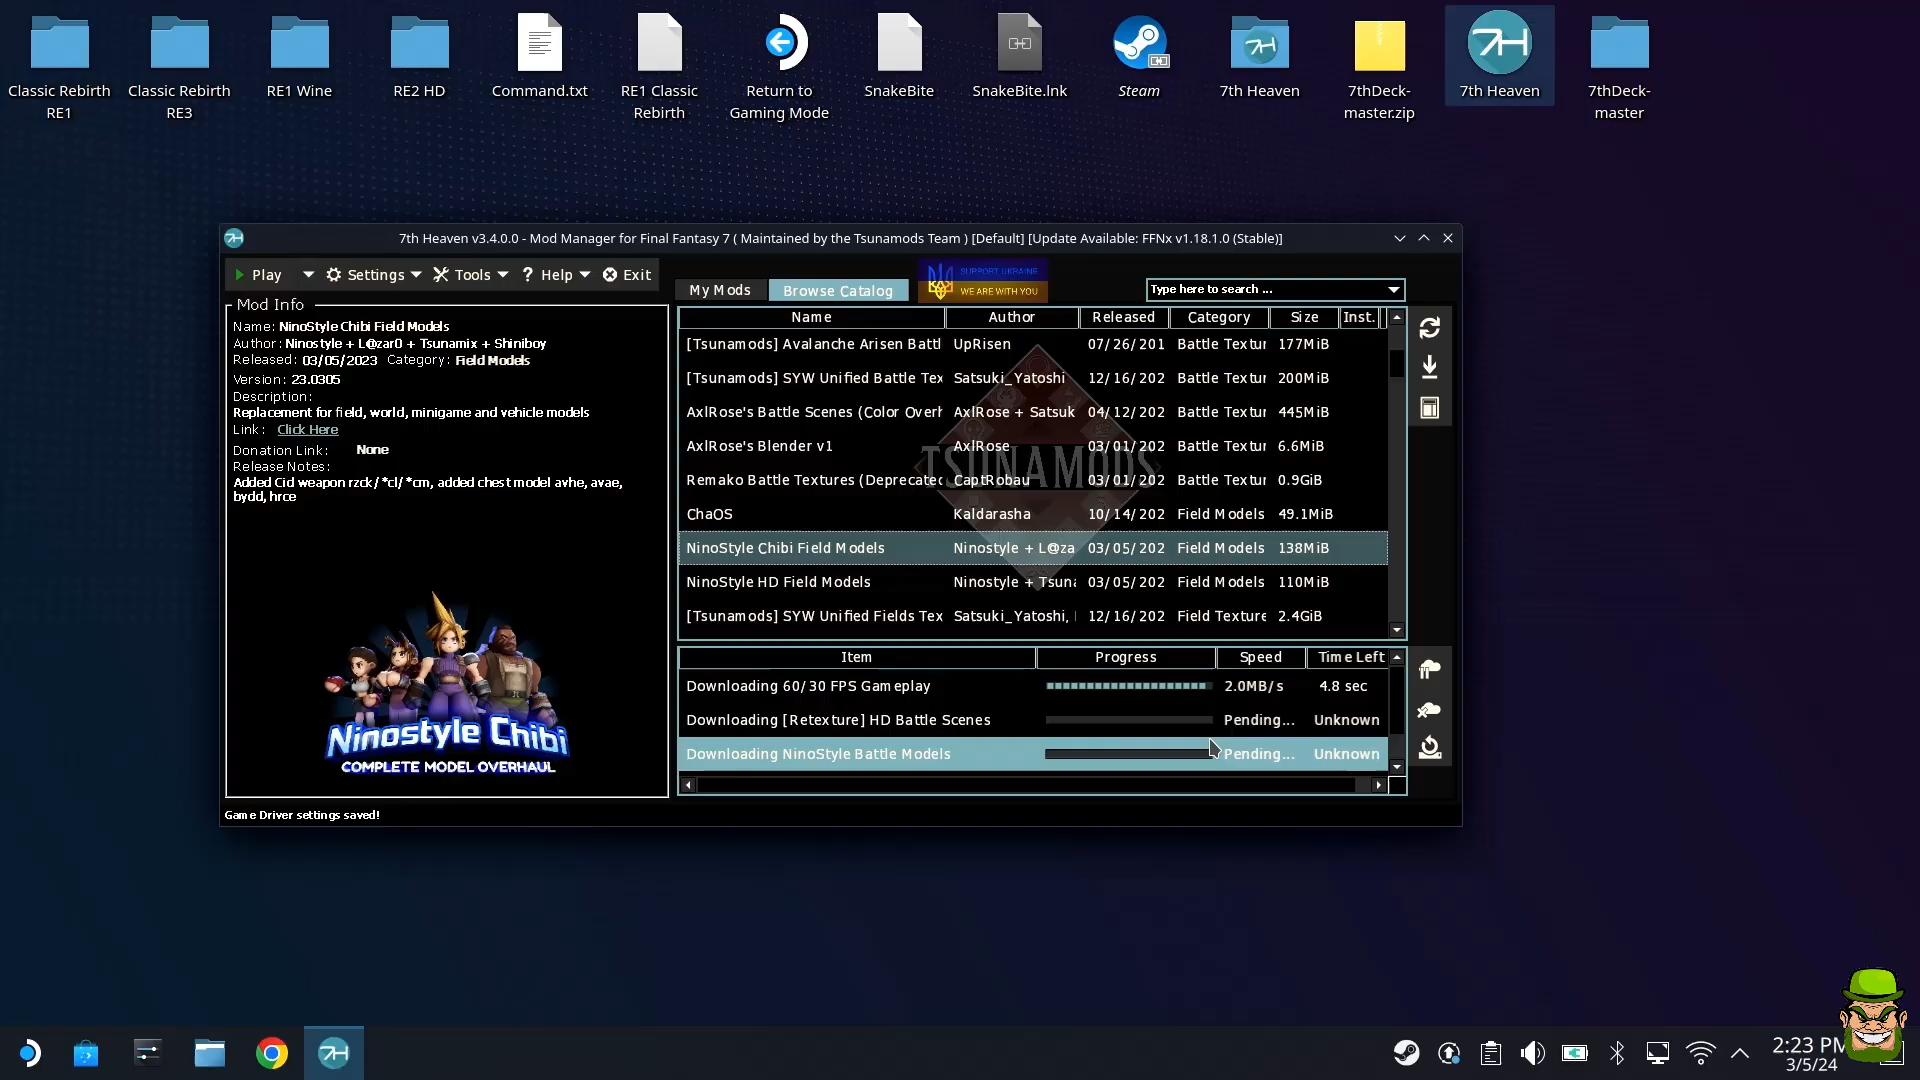 Classic Rebirth
RE1
Classic Rebirth
RE3
RE1 Wine
RE2 HD
Command.txt
RE1 Classic
Rebirth
Return to
Gaming Mode
SnakeBite
SnakeBite.lnk
Steam
7th Heaven
7thDeck-
master.zip
7th Heaven
7thDeck-
master
7th Heaven v3.4.0.0 - Mod Manager for Final Fantasy 7 ( Maintained by the Tsunamods Team ) [Default] [Update Available: FFNx v1.18.1.0 (Stable)]
Play Settings Tools ? Help Exit
My Mods Browse Catalog
SUPPORT UKRAINE
WE ARE WITH YOU
Type here to search ...
Mod Info
Name: NinoStyle Chibi Field Models
Author: Ninostyle + L@zar0 + Tsunamix + Shiniboy
Released: 03/05/2023 Category: Field Models
Version: 23.0305
Description:
Replacement for field, world, minigame and vehicle models
Link: Click Here
Donation Link: None
Release Notes:
Added Cid weapon rzck/ *cl/ *cm, added chest model avhe, avae,
bydd, hrce
Ninostyle Chibi
COMPLETE MODEL OVERHAUL
Game Driver settings saved!
Name Author Released Category Size Inst.
[Tsunamods] Avalanche Arisen Battl UpRisen 07/26/201 Battle Textur 177MiB
[Tsunamods] SYW Unified Battle Tex Satsuki_Yatoshi 12/16/202 Battle Textur 200MiB
AxlRose's Battle Scenes (Color Overh AxlRose + Satsuk 04/12/202 Battle Textur 445MiB
AxlRose's Blender v1 AxlRose 03/01/202 Battle Textur 6.6MiB
Remako Battle Textures (Deprecated CaptRobau 03/01/202 Battle Textur 0.9GiB
ChaOS Kaldarasha 10/14/202 Field Models 49.1MiB
NinoStyle Chibi Field Models Ninostyle + L@za 03/05/202 Field Models 138MiB
NinoStyle HD Field Models Ninostyle + Tsuna 03/05/202 Field Models 110MiB
[Tsunamods] SYW Unified Fields Tex Satsuki_Yatoshi, 12/16/202 Field Texture 2.4GiB
TSUNAMODS
Item Progress Speed Time Left
Downloading 60/30 FPS Gameplay 2.0MB/s 4.8 sec
Downloading [Retexture] HD Battle Scenes Pending... Unknown
Downloading NinoStyle Battle Models Pending... Unknown
2:23 PM
3/5/24